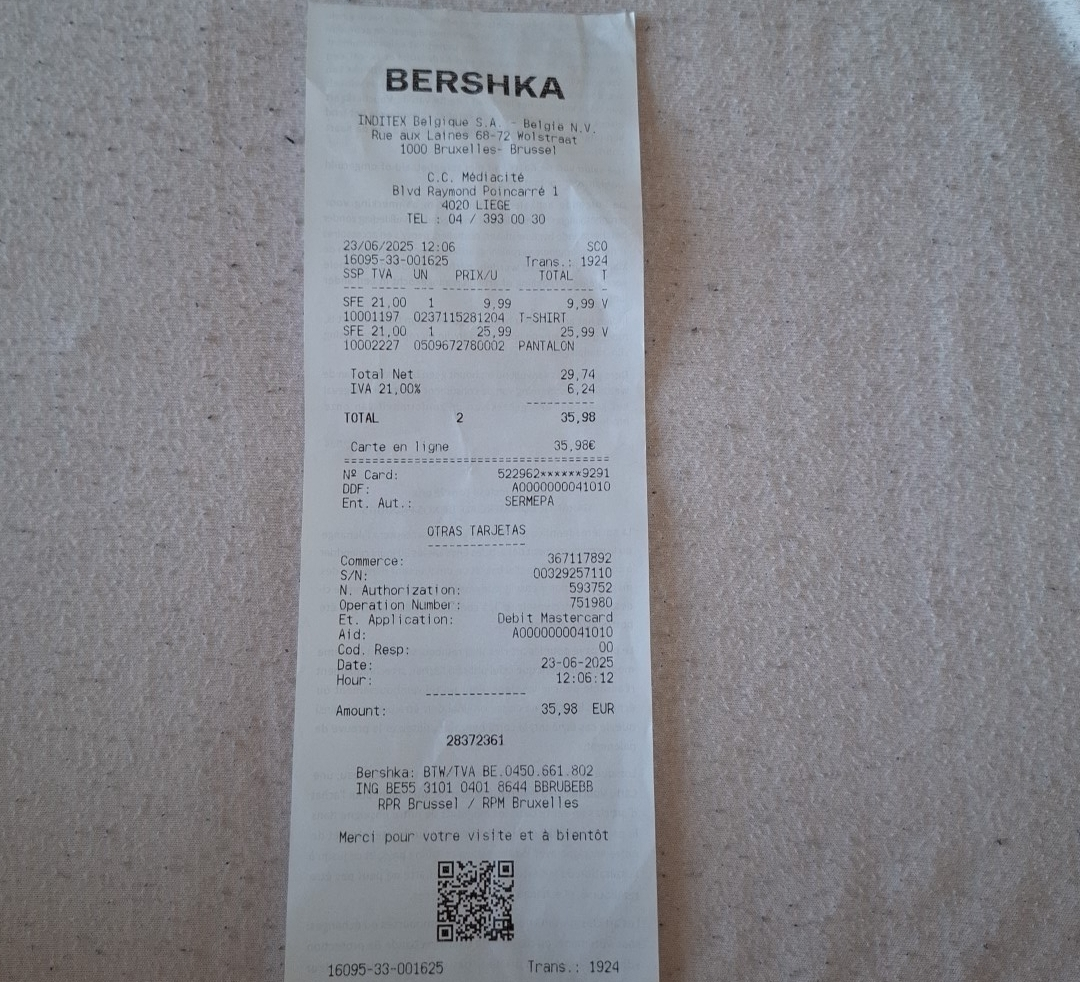 BERSHKA
INDITEX Belgique S.A. - Belgie N.V.
Rue aux Laines 68-72 Wolstraat
1000 Bruxelles- Brussel
C.C. Médiacité
Blvd Raymond Poincarré 1
4020 LIEGE
TEL : 04 / 393 00 30
23/06/2025 12:06 SCO
16095-33-001625 Trans.: 1924
SSP TVA UN PRIX/U TOTAL T
--- --- -- ---------- -------- -
SFE 21,00 1 9,99 9,99 V
10001197 0237115281204 T-SHIRT
SFE 21,00 1 25,99 25,99 V
10002227 0509672780002 PANTALON
Total Net 29,74
IVA 21,00% 6,24
----------
TOTAL 2 35,98
Carte en ligne 35,98€
======================================
Nº Card: 522962******9291
DDF: A0000000041010
Ent. Aut.: SERMEPA
OTRAS TARJETAS
--------------
Commerce: 367117892
S/N: 00329257110
N. Authorization: 593752
Operation Number: 751980
Et. Application: Debit Mastercard
Aid: A0000000041010
Cod. Resp: 00
Date: 23-06-2025
Hour: 12:06:12
--------------
Amount: 35,98 EUR
28372361
Bershka: BTW/TVA BE.0450.661.802
ING BE55 3101 0401 8644 BBRUBEBB
RPR Brussel / RPM Bruxelles
Merci pour votre visite et à bientôt
16095-33-001625 Trans.: 1924